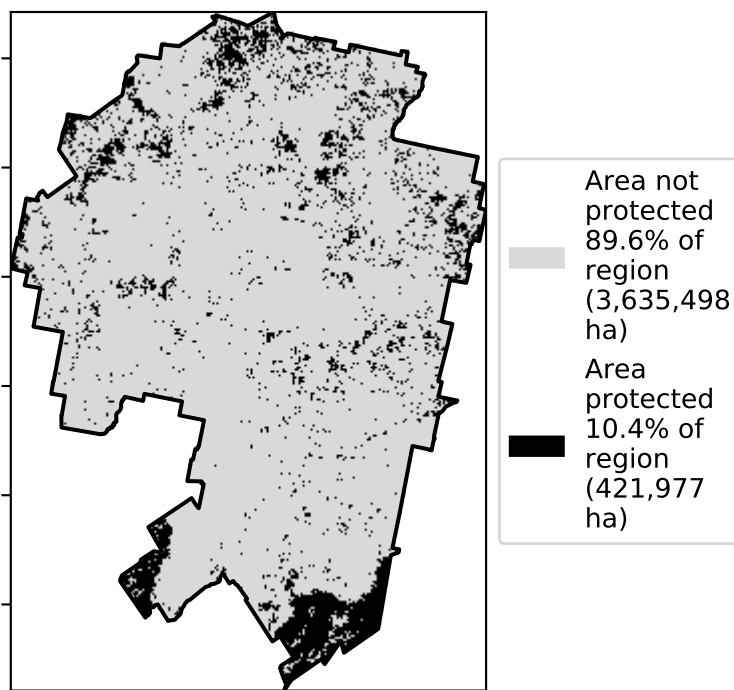 Area not
protected
89.6% of
region
(3,635,498
ha)
Area
protected
10.4% of
region
(421,977
ha)